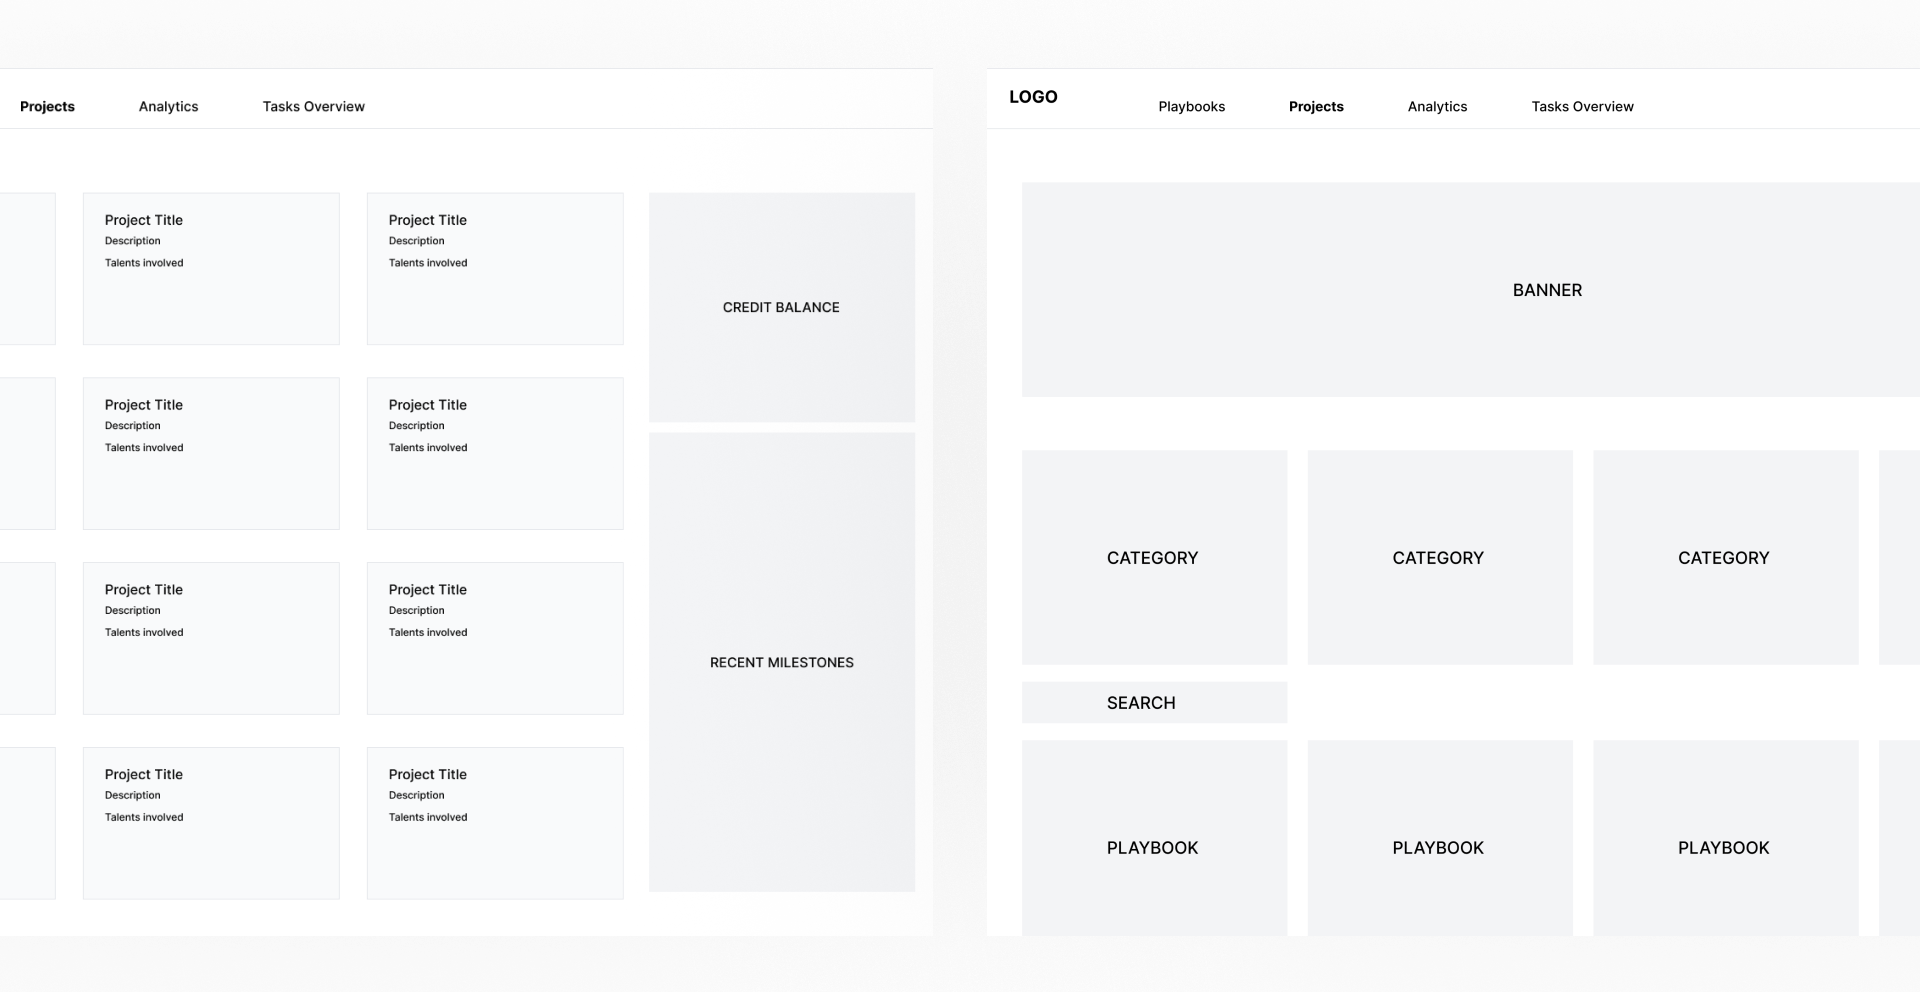 Projects Analytics Tasks Overview
Project Title
Description
Talents involved
Project Title
Description
Talents involved
CREDIT BALANCE
Project Title
Description
Talents involved
Project Title
Description
Talents involved
Project Title
Description
Talents involved
Project Title
Description
Talents involved
RECENT MILESTONES
Project Title
Description
Talents involved
Project Title
Description
Talents involved
LOGO
Playbooks Projects Analytics Tasks Overview
BANNER
CATEGORY CATEGORY CATEGORY
SEARCH
PLAYBOOK PLAYBOOK PLAYBOOK